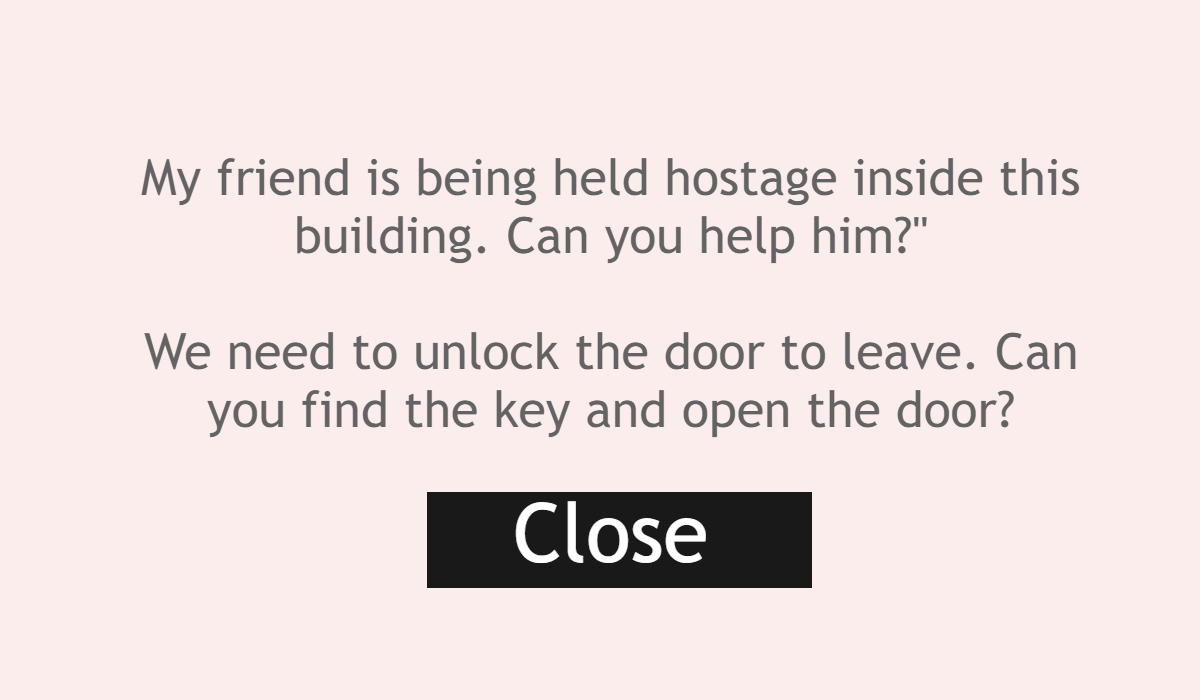 My friend is being held hostage inside this
building. Can you help him?"
We need to unlock the door to leave. Can
you find the key and open the door?
Close